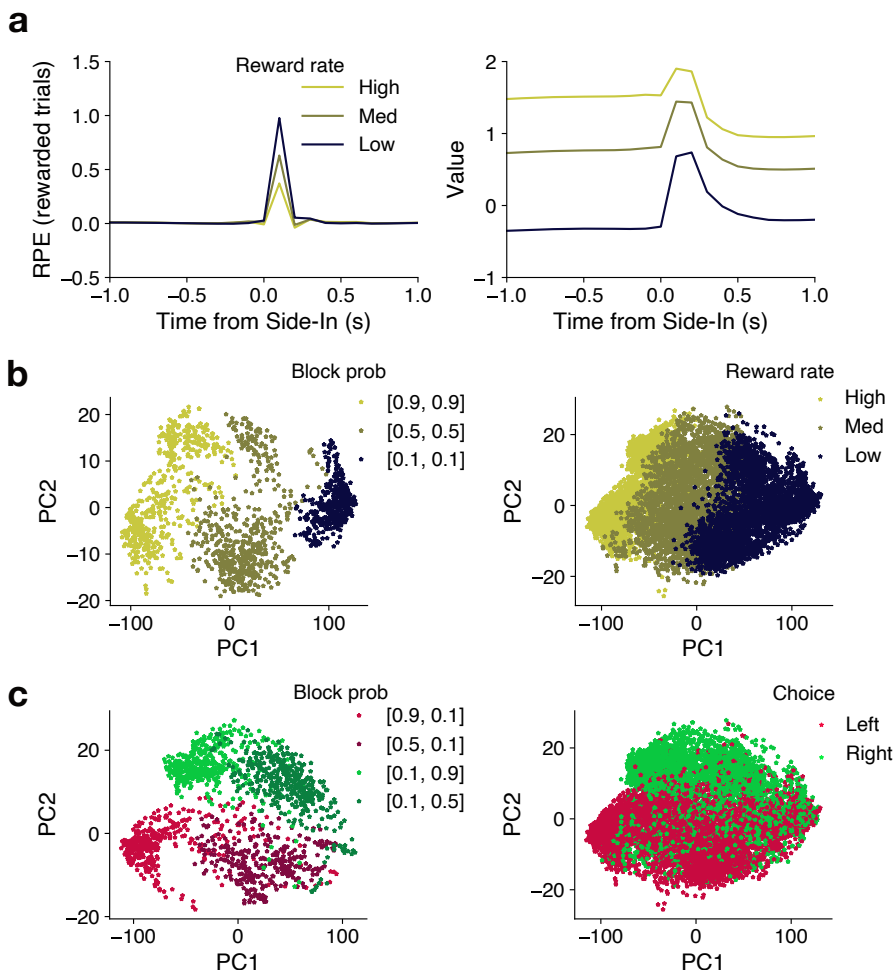 a
Reward rate
High
Med
Low
RPE (rewarded trials)
1.5
1.0
0.5
0.0
−0.5
−1.0
−0.5
0.0
0.5
1.0
Time from Side-In (s)
Value
2
1
0
−1
−1.0
−0.5
0.0
0.5
1.0
Time from Side-In (s)
b
Block prob
[0.9, 0.9]
[0.5, 0.5]
[0.1, 0.1]
PC2
20
10
0
−10
−20
−100
0
100
PC1
Reward rate
High
Med
Low
PC2
20
0
−20
−100
0
100
PC1
c
Block prob
[0.9, 0.1]
[0.5, 0.1]
[0.1, 0.9]
[0.1, 0.5]
PC2
20
0
−20
−100
0
100
PC1
Choice
Left
Right
PC2
20
0
−20
−100
0
100
PC1